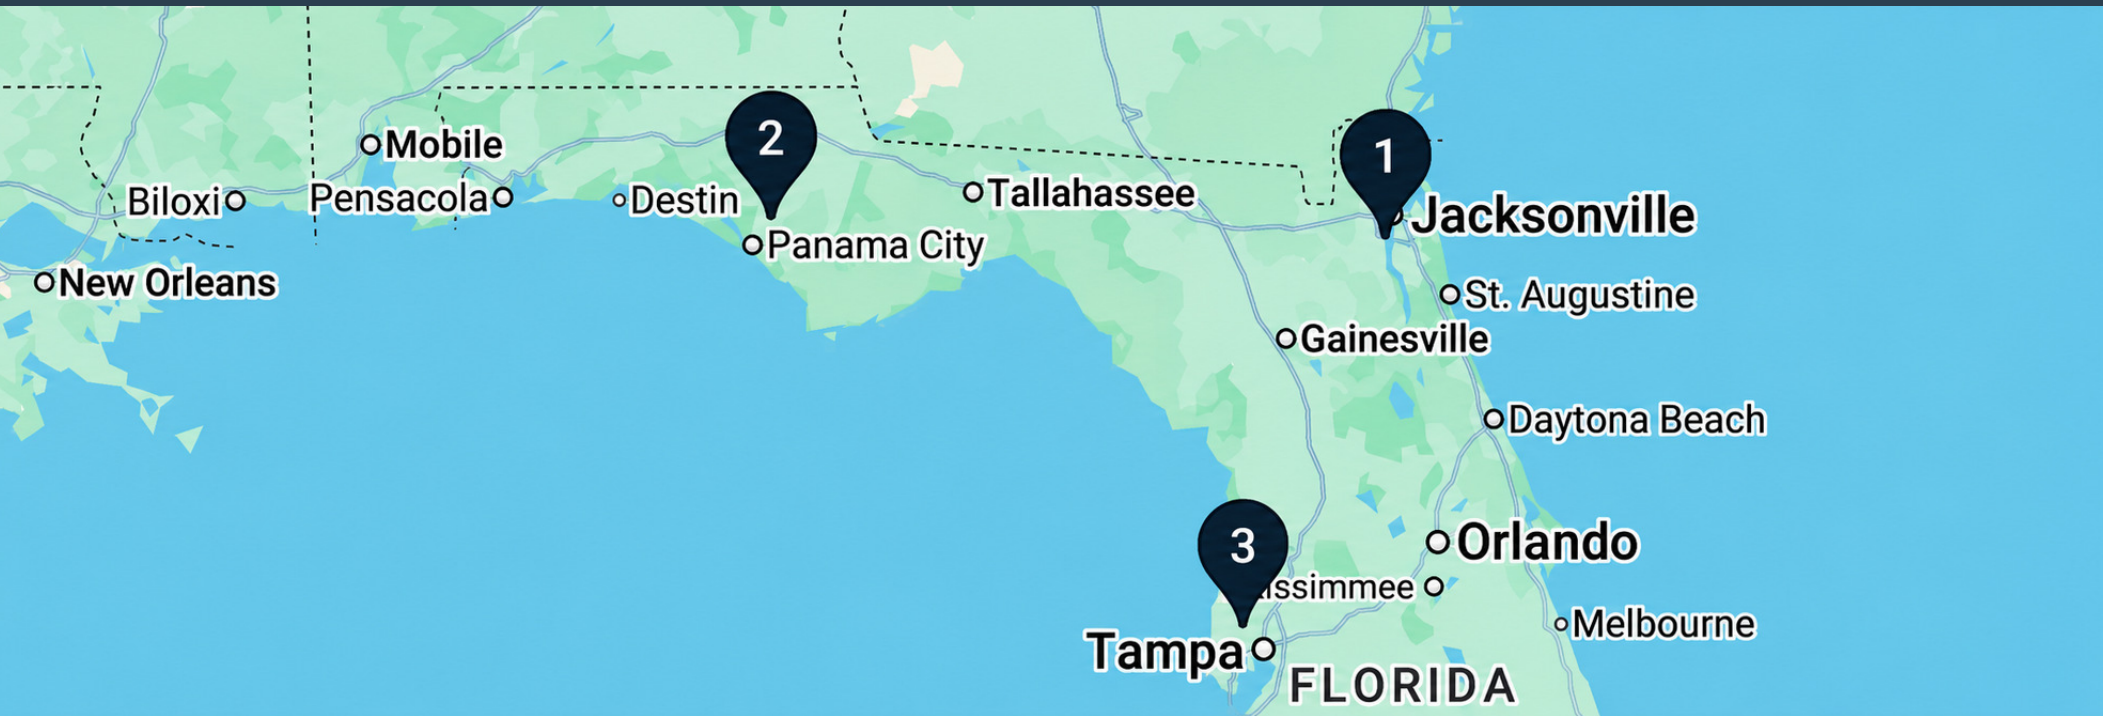 2
1
Mobile
Biloxi
Pensacola
Destin
Tallahassee
Jacksonville
Panama City
New Orleans
St. Augustine
Gainesville
Daytona Beach
3
Orlando
issimmee
Melbourne
Tampa
FLORIDA